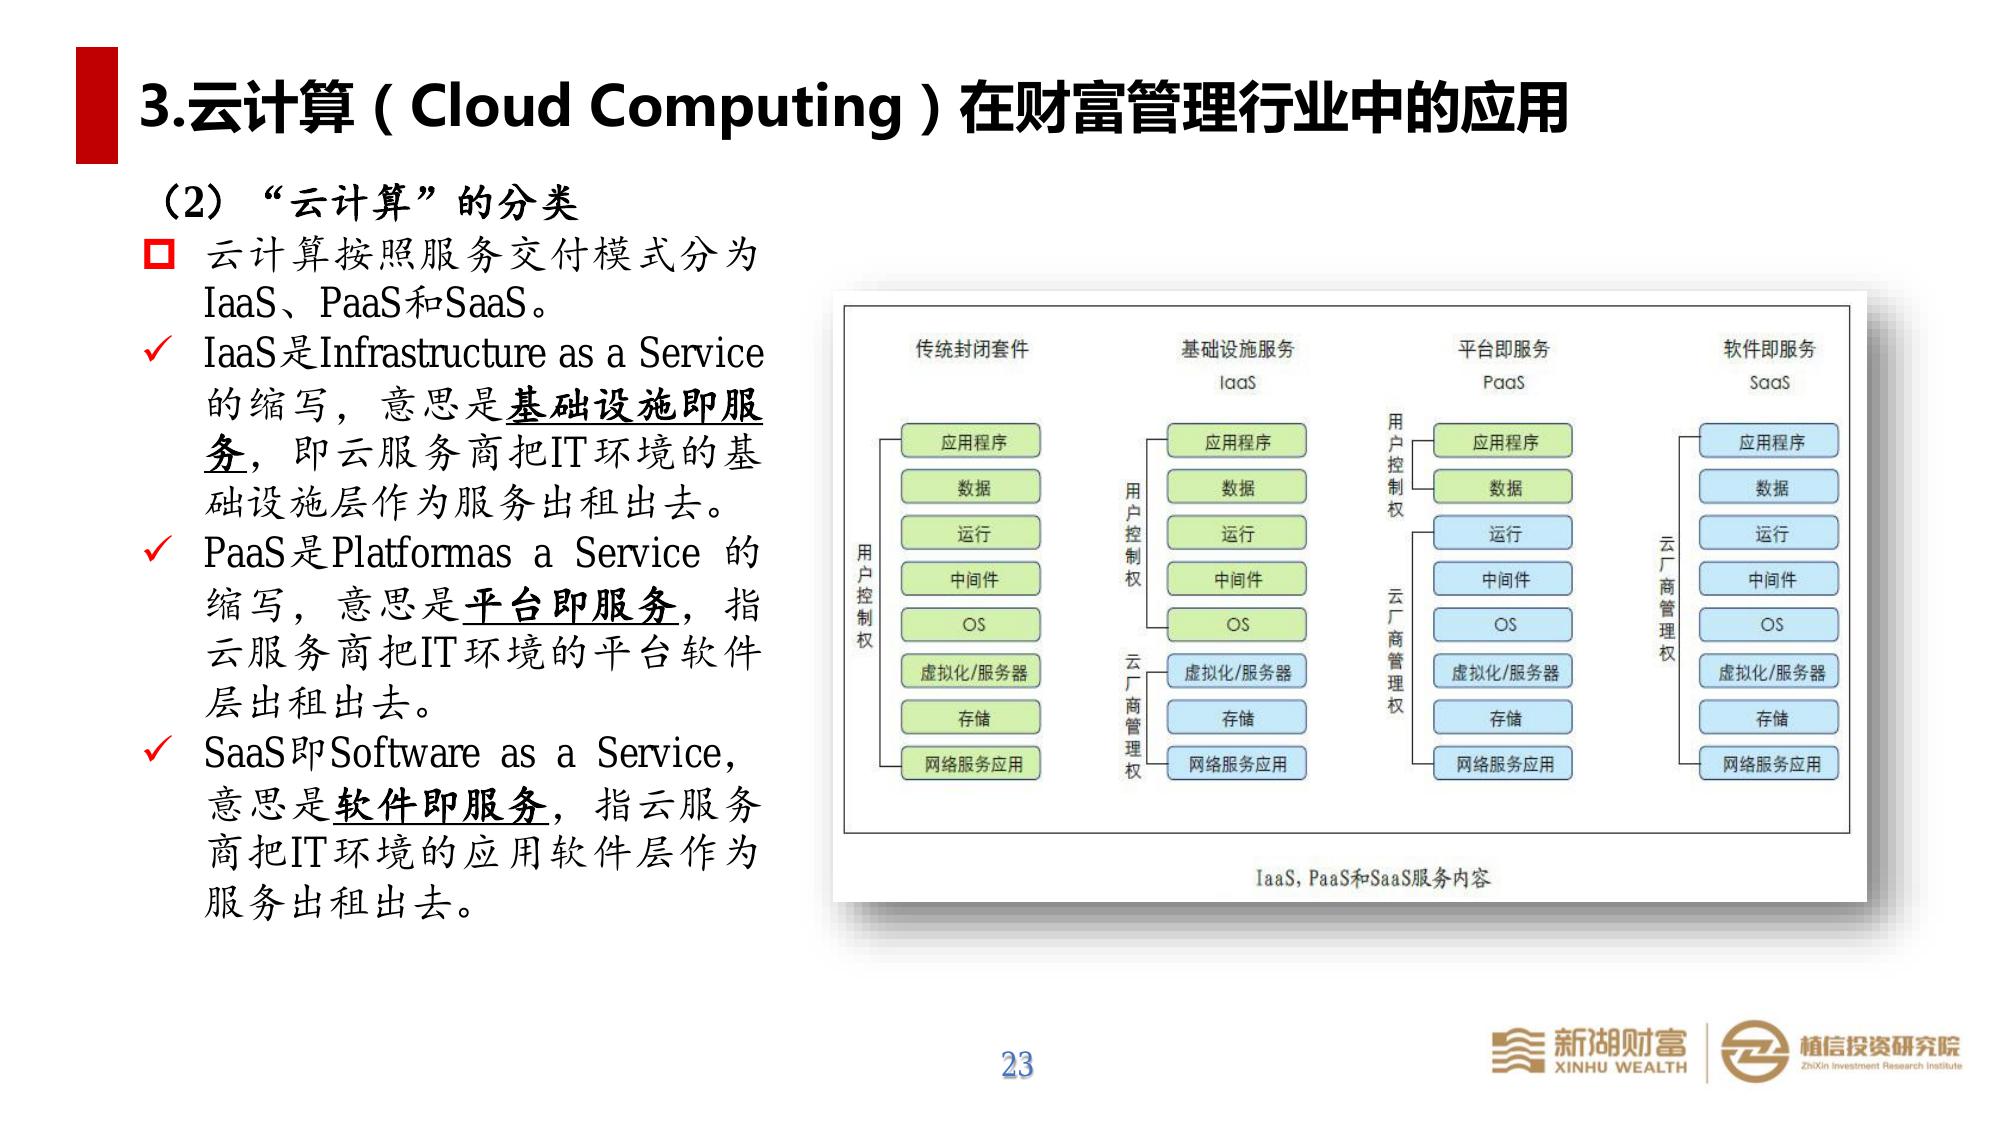 3.云计算（Cloud Computing）在财富管理行业中的应用
（2）“云计算”的分类
云计算按照服务交付模式分为
IaaS、PaaS和SaaS。
IaaS是Infrastructure as a Service
的缩写，意思是基础设施即服
务，即云服务商把IT环境的基
础设施层作为服务出租出去。
PaaS是Platformas a Service 的
缩写，意思是平台即服务，指
云服务商把IT环境的平台软件
层出租出去。
SaaS即Software as a Service，
意思是软件即服务，指云服务
商把IT环境的应用软件层作为
服务出租出去。
传统封闭套件
用户控制权
应用程序
数据
运行
中间件
OS
虚拟化/服务器
存储
网络服务应用
基础设施服务
IaaS
用户控制权
云厂商管理权
应用程序
数据
运行
中间件
OS
虚拟化/服务器
存储
网络服务应用
平台即服务
PaaS
用户控制权
云厂商管理权
应用程序
数据
运行
中间件
OS
虚拟化/服务器
存储
网络服务应用
软件即服务
SaaS
云厂商管理权
应用程序
数据
运行
中间件
OS
虚拟化/服务器
存储
网络服务应用
IaaS, PaaS和SaaS服务内容
23
新湖财富
XINHU WEALTH
植信投资研究院
ZhiXin Investment Research Institute